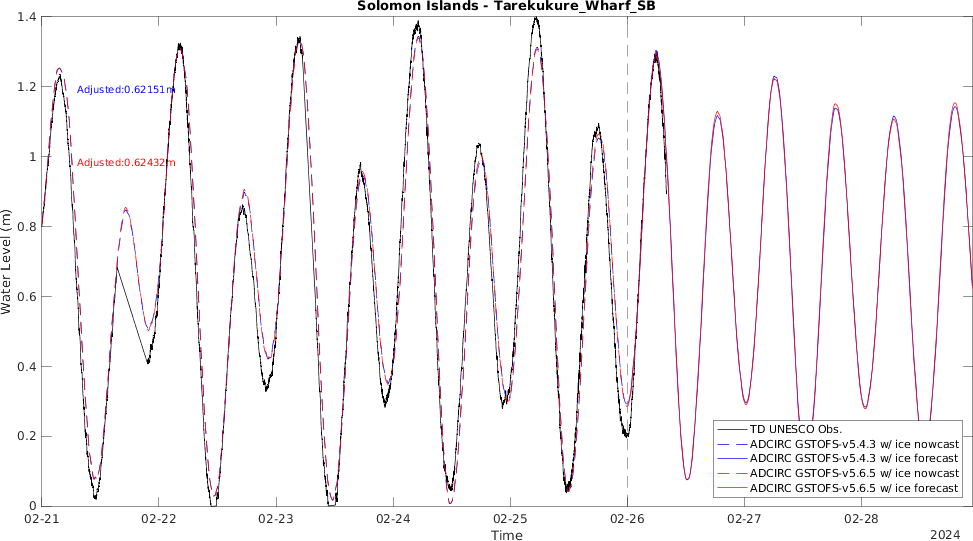 Solomon Islands - Tarekukure_Wharf_SB
1.4
1.2
1
0.8
0.6
0.4
0.2
0
Water Level (m)
Adjusted:0.62151m
Adjusted:0.62432m
TD UNESCO Obs.
ADCIRC GSTOFS-v5.4.3 w/ ice nowcast
ADCIRC GSTOFS-v5.4.3 w/ ice forecast
ADCIRC GSTOFS-v5.6.5 w/ ice nowcast
ADCIRC GSTOFS-v5.6.5 w/ ice forecast
02-21 02-22 02-23 02-24 02-25 02-26 02-27 02-28
Time
2024